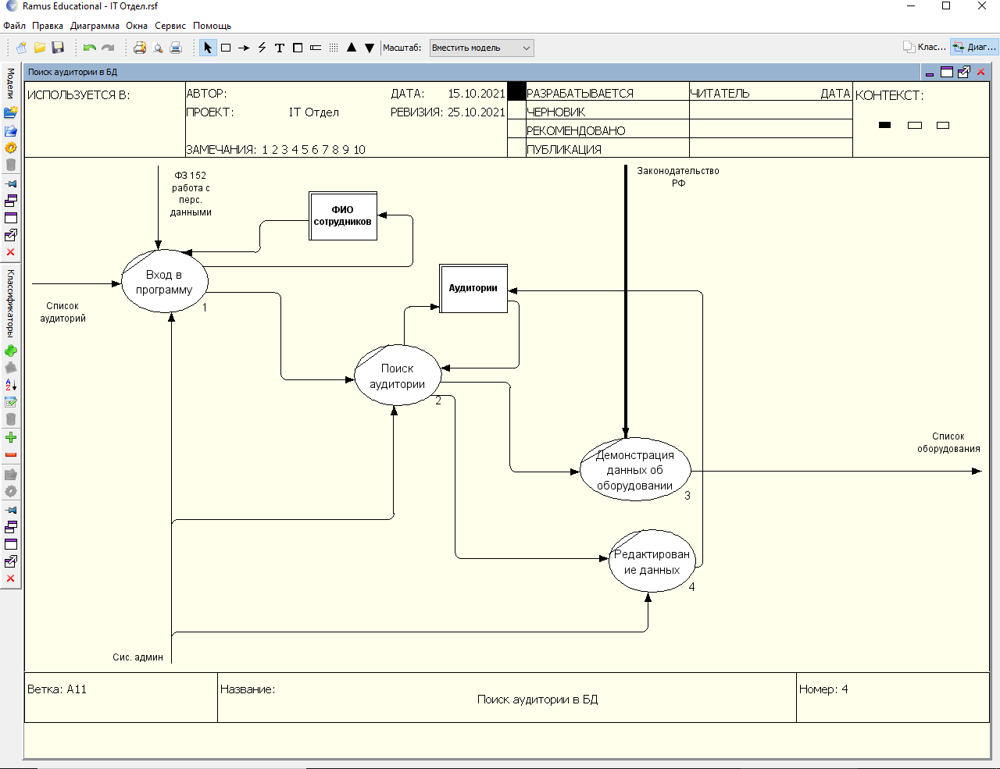 Ramus Educational - IT Отдел.rsf
Файл Правка Диаграмма Окна Сервис Помощь
Масштаб: Вместить модель Клас... Диаг...
Модели
Классификаторы
Поиск аудитории в БД
ИСПОЛЬЗУЕТСЯ В:
АВТОР:
ДАТА: 15.10.2021
ПРОЕКТ: IT Отдел
РЕВИЗИЯ: 25.10.2021
ЗАМЕЧАНИЯ: 1 2 3 4 5 6 7 8 9 10
РАЗРАБАТЫВАЕТСЯ
ЧЕРНОВИК
РЕКОМЕНДОВАНО
ПУБЛИКАЦИЯ
ЧИТАТЕЛЬ ДАТА
КОНТЕКСТ:
ФЗ 152
работа с
перс.
данными
Законодательство
РФ
ФИО
сотрудников
Вход в
программу
1
Список
аудиторий
Аудитории
Поиск
аудитории
2
Список
оборудования
Демонстрация
данных об
оборудовании
3
Редактирован
ие данных
4
Сис. админ
Ветка: A11
Название:
Поиск аудитории в БД
Номер: 4